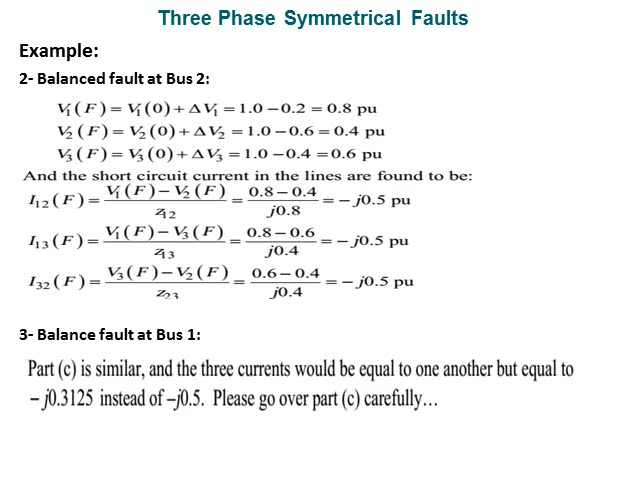 Three Phase Symmetrical Faults
Example:
2- Balanced fault at Bus 2:
V₁(F) = V₁(0) + ΔV₁ = 1.0 – 0.2 = 0.8 pu
V₂(F) = V₂(0) + ΔV₂ = 1.0 – 0.6 = 0.4 pu
V₃(F) = V₃(0) + ΔV₃ = 1.0 – 0.4 = 0.6 pu
And the short circuit current in the lines are found to be:
I₁₂(F) = (V₁(F) – V₂(F)) / z₁₂ = (0.8 – 0.4) / j0.8 = – j0.5 pu
I₁₃(F) = (V₁(F) – V₃(F)) / z₁₃ = (0.8 – 0.6) / j0.4 = – j0.5 pu
I₃₂(F) = (V₃(F) – V₂(F)) / z₂₃ = (0.6 – 0.4) / j0.4 = – j0.5 pu
3- Balance fault at Bus 1:
Part (c) is similar, and the three currents would be equal to one another but equal to
– j0.3125 instead of –j0.5. Please go over part (c) carefully…